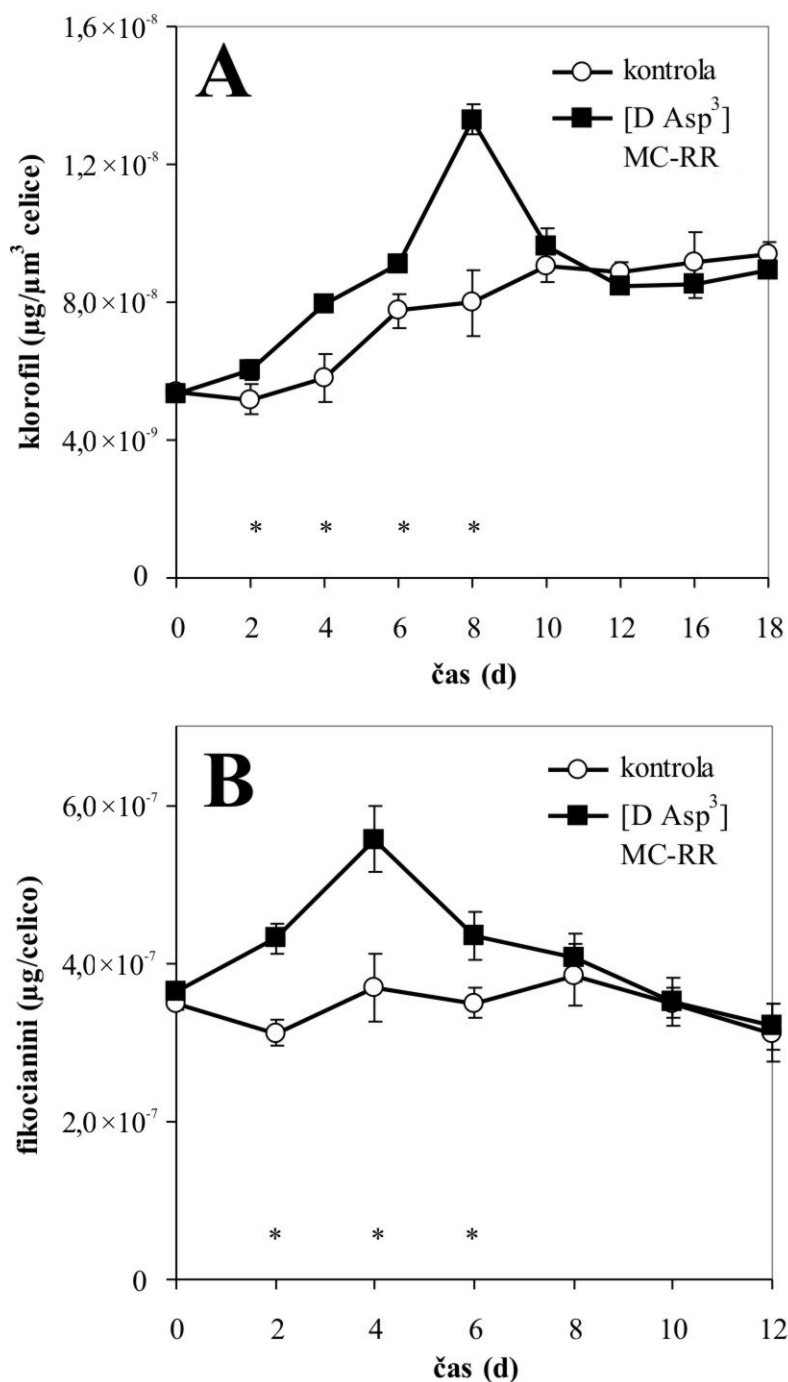 A
kontrola
[D Asp³]
MC-RR
klorofil (µg/µm³ celice)
1,6×10⁻⁸
1,2×10⁻⁸
8,0×10⁻⁸
4,0×10⁻⁹
0
* * * *
0 2 4 6 8 10 12 16 18
čas (d)
B
kontrola
[D Asp³]
MC-RR
fikocianini (µg/celico)
6,0×10⁻⁷
4,0×10⁻⁷
2,0×10⁻⁷
0
* * *
0 2 4 6 8 10 12
čas (d)